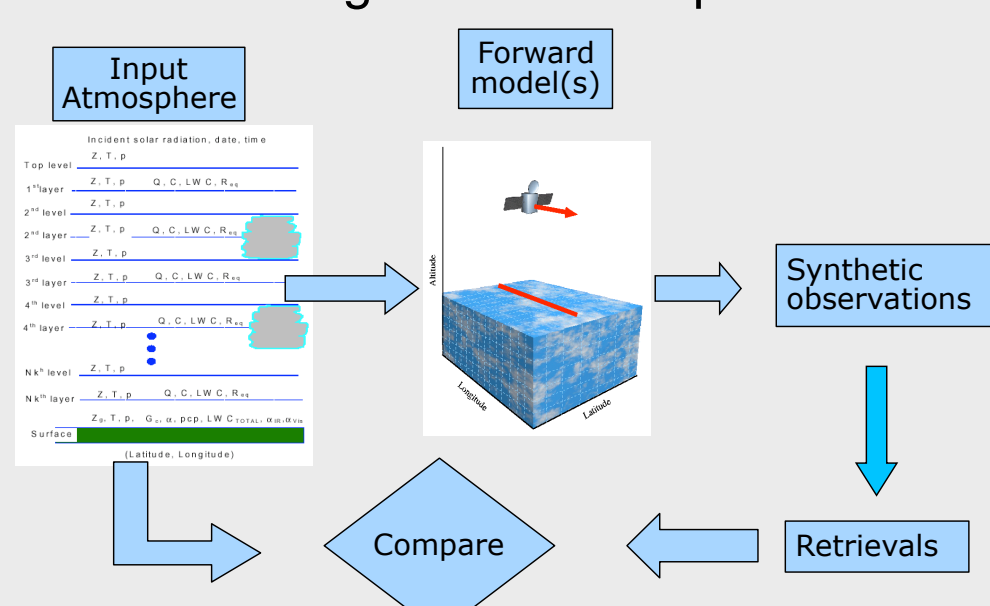 Input
Atmosphere
Forward
model(s)
Incident solar radiation, date, time
Top level Z, T, p
1st layer Z, T, p Q, C, LWC, Req
2nd level Z, T, p
2nd layer Z, T, p Q, C, LWC, Req
3rd level Z, T, p
3rd layer Z, T, p Q, C, LWC, Req
4th level Z, T, p
4th layer Z, T, p Q, C, LWC, Req
Nkh level Z, T, p
Nkth layer Z, T, p Q, C, LWC, Req
Zg, T, p, Gc, α, pcp, LWCTOTAL, αIR, αVis
Surface
(Latitude, Longitude)
Altitude
Longitude
Latitude
Synthetic
observations
Compare
Retrievals